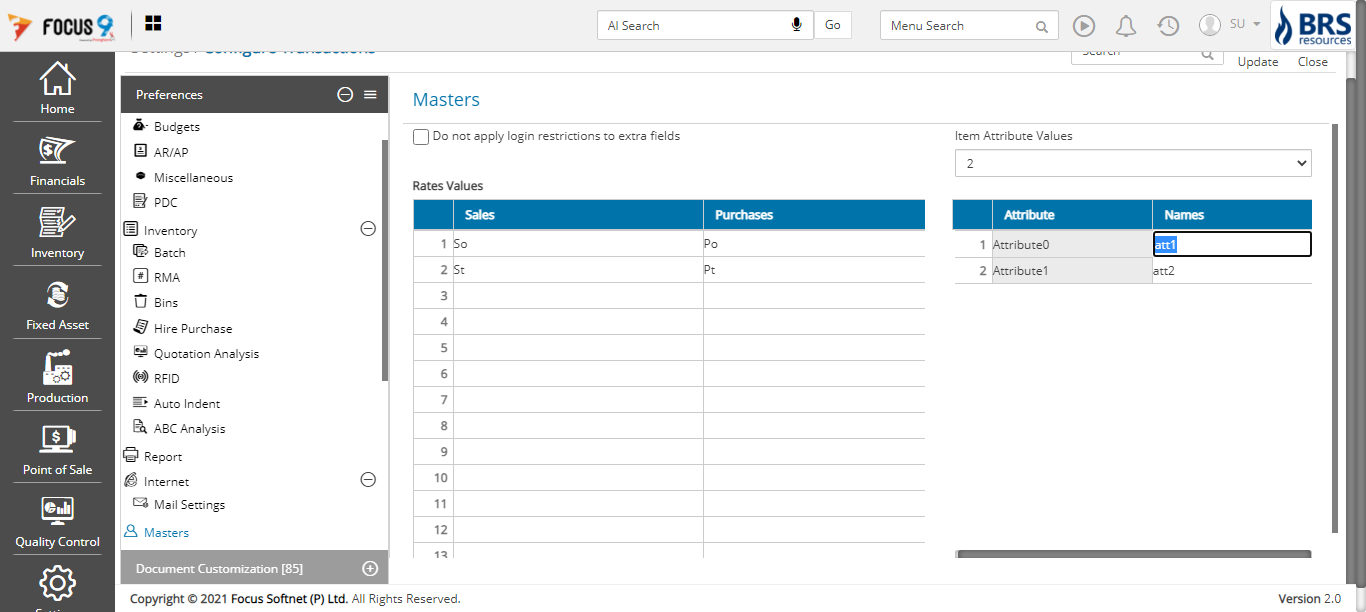 FOCUS 9
AI Search
Go
Menu Search
SU
BRS
resources
Configure Transactions
Search
Update
Close
Home
Financials
Inventory
Fixed Asset
Production
Point of Sale
Quality Control
Preferences
Budgets
AR/AP
Miscellaneous
PDC
Inventory
Batch
RMA
Bins
Hire Purchase
Quotation Analysis
RFID
Auto Indent
ABC Analysis
Report
Internet
Mail Settings
Masters
Document Customization [85]
Masters
Do not apply login restrictions to extra fields
Rates Values
Sales Purchases
1 So Po
2 St Pt
3
4
5
6
7
8
9
10
11
12
13
Item Attribute Values
2
Attribute Names
1 Attribute0 att1
2 Attribute1 att2
Copyright © 2021 Focus Softnet (P) Ltd. All Rights Reserved.
Version 2.0